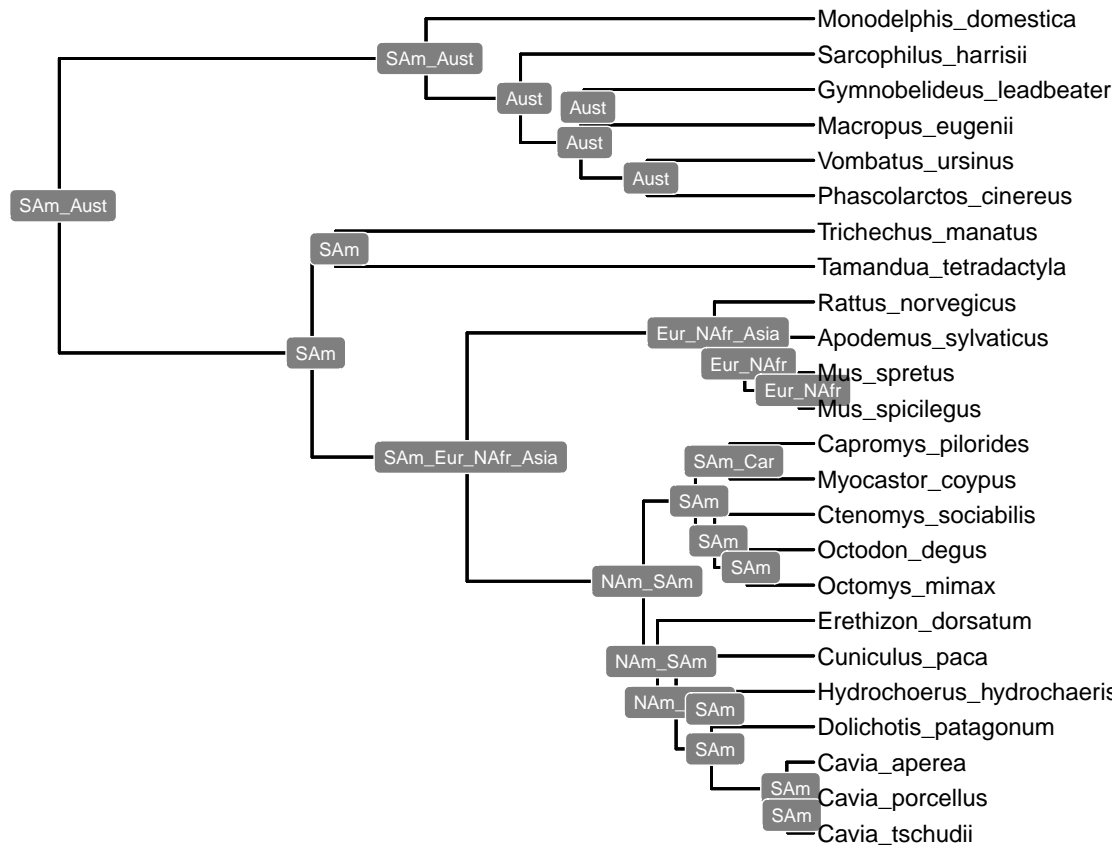 Monodelphis_domestica
SAm_Aust
Sarcophilus_harrisii
Gymnobelideus_leadbeater
Aust
Aust
Macropus_eugenii
Aust
Vombatus_ursinus
Aust
Phascolarctos_cinereus
SAm_Aust
Trichechus_manatus
SAm
Tamandua_tetradactyla
Rattus_norvegicus
Eur_NAfr_Asia
Apodemus_sylvaticus
SAm
Eur_NAfr
Mus_spretus
Eur_NAfr
Mus_spicilegus
Capromys_pilorides
SAm_Eur_NAfr_Asia
SAm_Car
Myocastor_coypus
SAm
Ctenomys_sociabilis
SAm
Octodon_degus
SAm
NAm_SAm
Octomys_mimax
Erethizon_dorsatum
Cuniculus_paca
NAm_SAm
Hydrochoerus_hydrochaeris
NAm_
SAm
Dolichotis_patagonum
SAm
Cavia_aperea
SAm
Cavia_porcellus
SAm
Cavia_tschudii